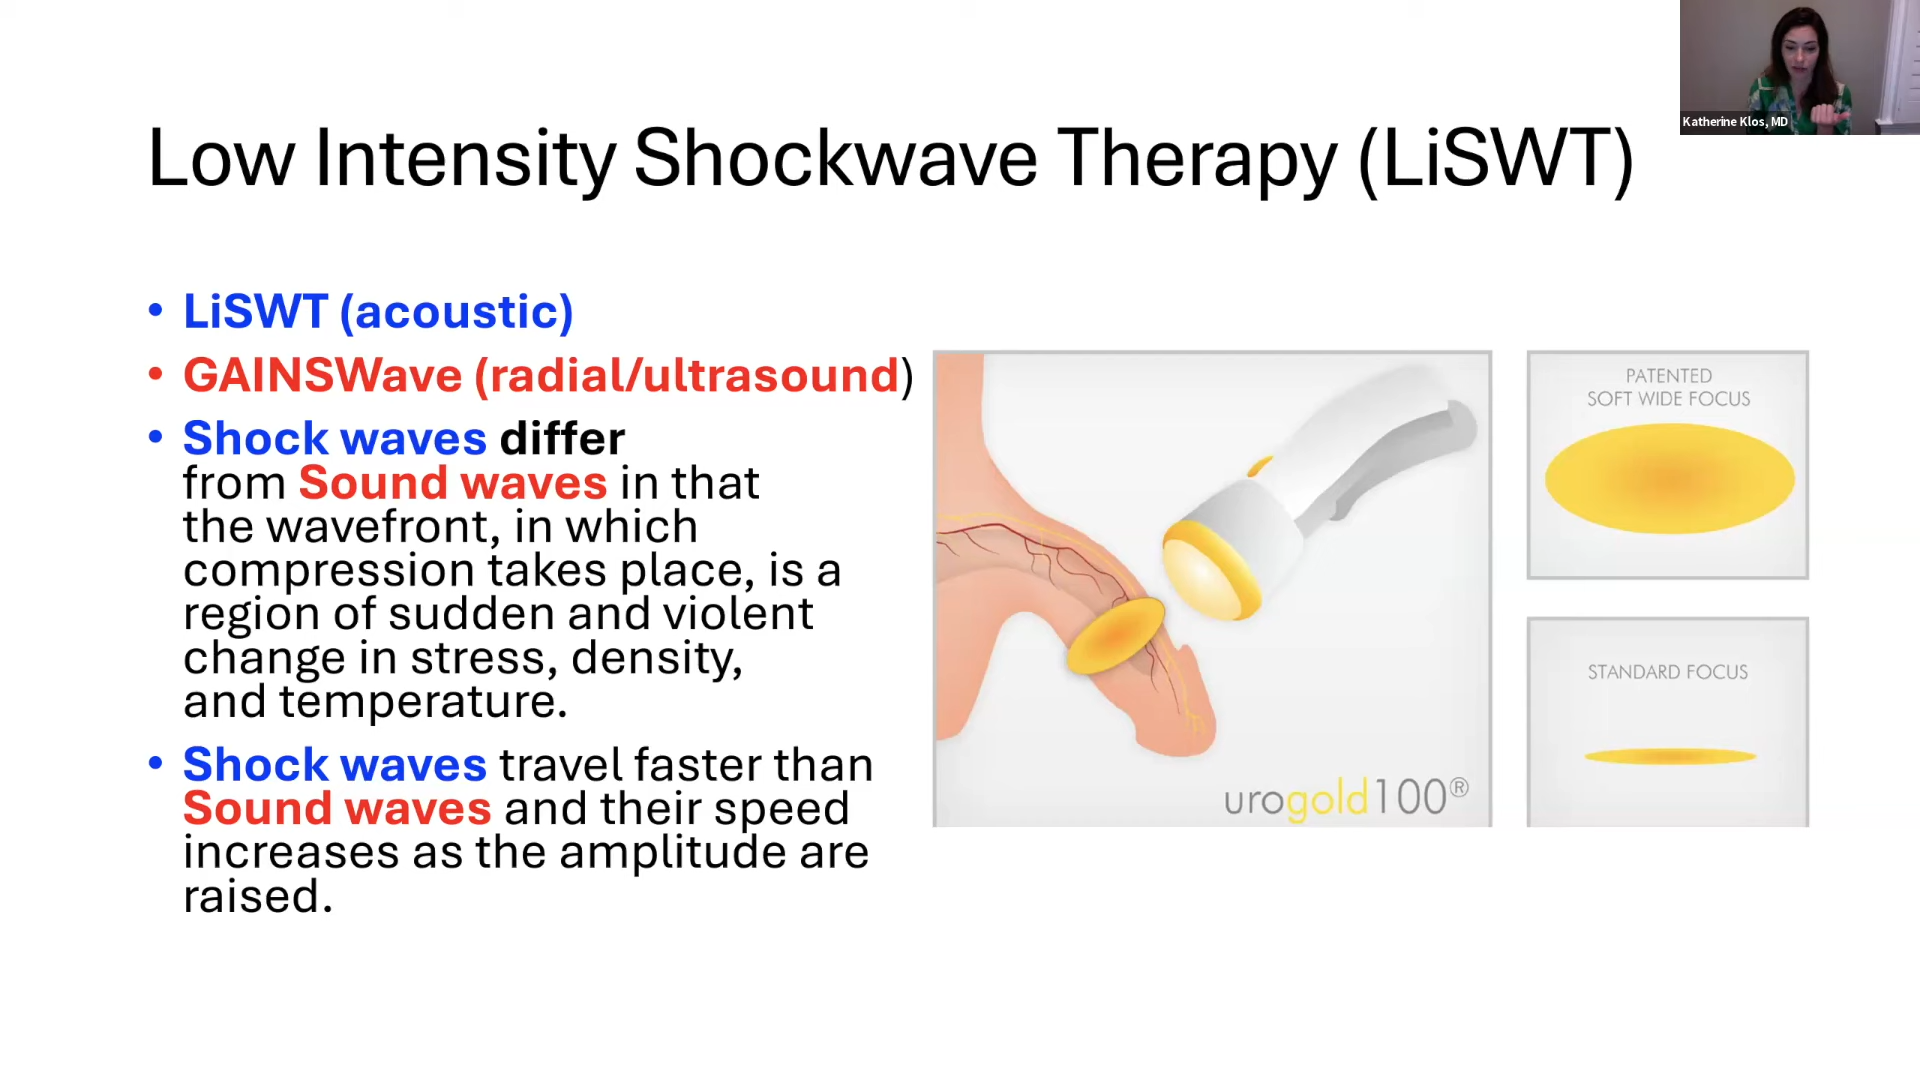 Katherine Klos, MD
Low Intensity Shockwave Therapy (LiSWT)
• LiSWT (acoustic)
• GAINSWave (radial/ultrasound)
• Shock waves differ
from Sound waves in that
the wavefront, in which
compression takes place, is a
region of sudden and violent
change in stress, density,
and temperature.
• Shock waves travel faster than
Sound waves and their speed
increases as the amplitude are
raised.
urogold100®
PATENTED
SOFT WIDE FOCUS
STANDARD FOCUS